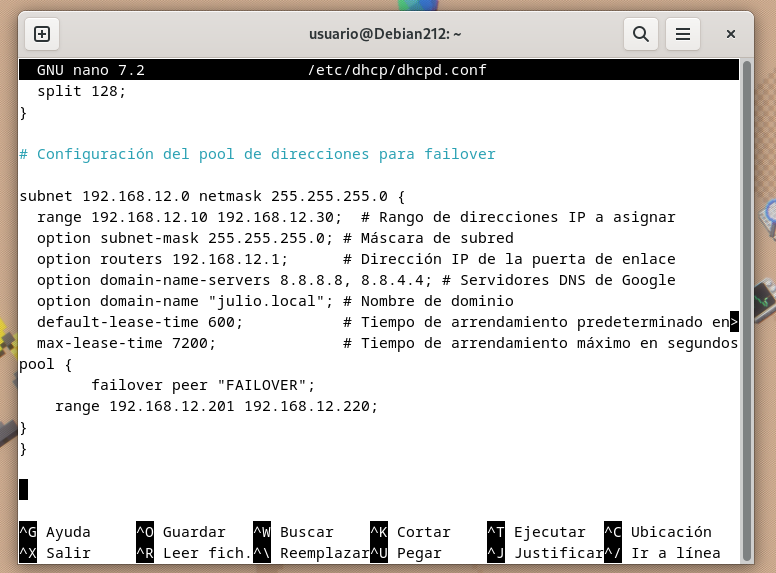 usuario@Debian212: ~
GNU nano 7.2 /etc/dhcp/dhcpd.conf
split 128;
}
# Configuración del pool de direcciones para failover
subnet 192.168.12.0 netmask 255.255.255.0 {
range 192.168.12.10 192.168.12.30; # Rango de direcciones IP a asignar
option subnet-mask 255.255.255.0; # Máscara de subred
option routers 192.168.12.1; # Dirección IP de la puerta de enlace
option domain-name-servers 8.8.8.8, 8.8.4.4; # Servidores DNS de Google
option domain-name "julio.local"; # Nombre de dominio
default-lease-time 600; # Tiempo de arrendamiento predeterminado en>
max-lease-time 7200; # Tiempo de arrendamiento máximo en segundos
pool {
failover peer "FAILOVER";
range 192.168.12.201 192.168.12.220;
}
}
^G Ayuda ^O Guardar ^W Buscar ^K Cortar ^T Ejecutar ^C Ubicación
^X Salir ^R Leer fich. ^\ Reemplazar ^U Pegar ^J Justificar ^/ Ir a línea